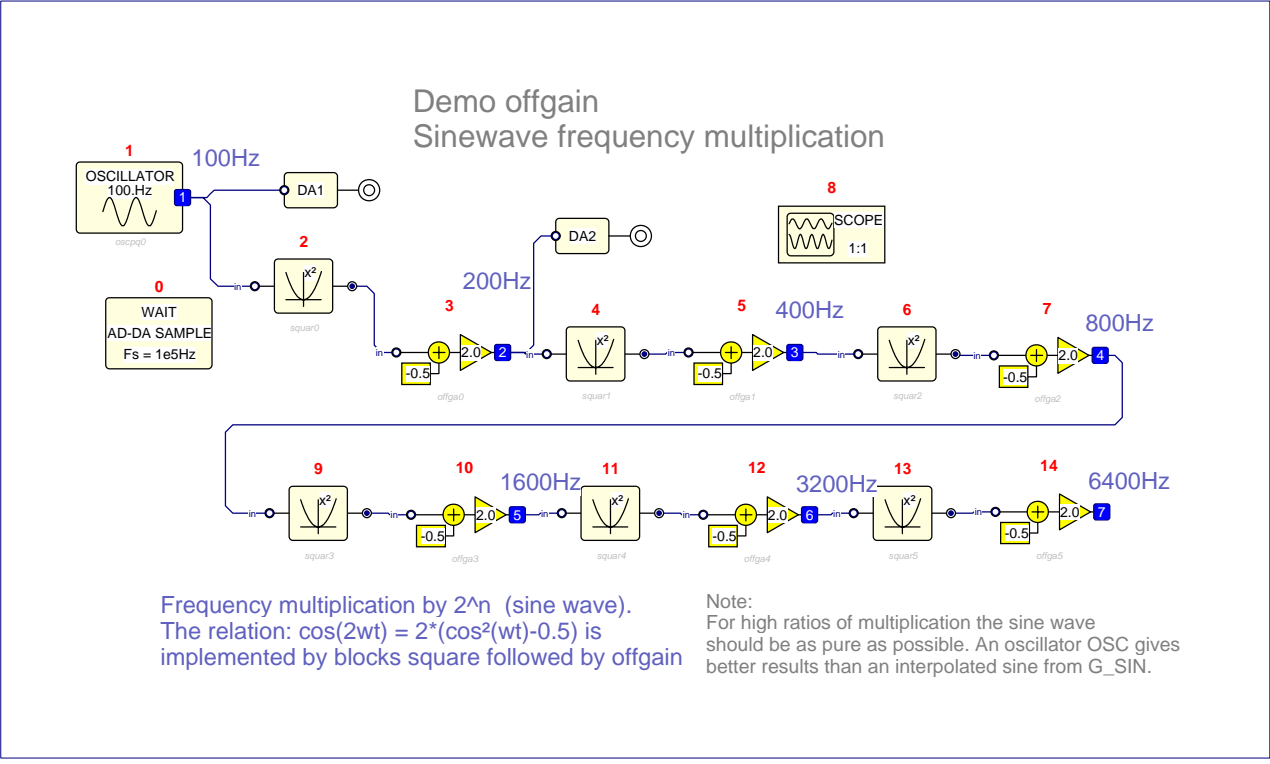 Demo offgain
Sinewave frequency multiplication
1
100Hz
OSCILLATOR
100.Hz
1
oscpq0
DA1
8
SCOPE
1:1
DA2
2
x²
in
squar0
0
WAIT
AD-DA SAMPLE
Fs = 1e5Hz
200Hz
3
in
2.0
2
-0.5
offga0
4
in
x²
squar1
5
400Hz
in
2.0
3
-0.5
offga1
6
in
x²
squar2
7
800Hz
in
2.0
4
-0.5
offga2
9
in
x²
squar3
10
1600Hz
in
2.0
5
-0.5
offga3
11
in
x²
squar4
12
3200Hz
in
2.0
6
-0.5
offga4
13
in
x²
squar5
14
6400Hz
in
2.0
7
-0.5
offga5
Frequency multiplication by 2^n (sine wave).
The relation: cos(2wt) = 2*(cos²(wt)-0.5) is
implemented by blocks square followed by offgain
Note:
For high ratios of multiplication the sine wave
should be as pure as possible. An oscillator OSC gives
better results than an interpolated sine from G_SIN.